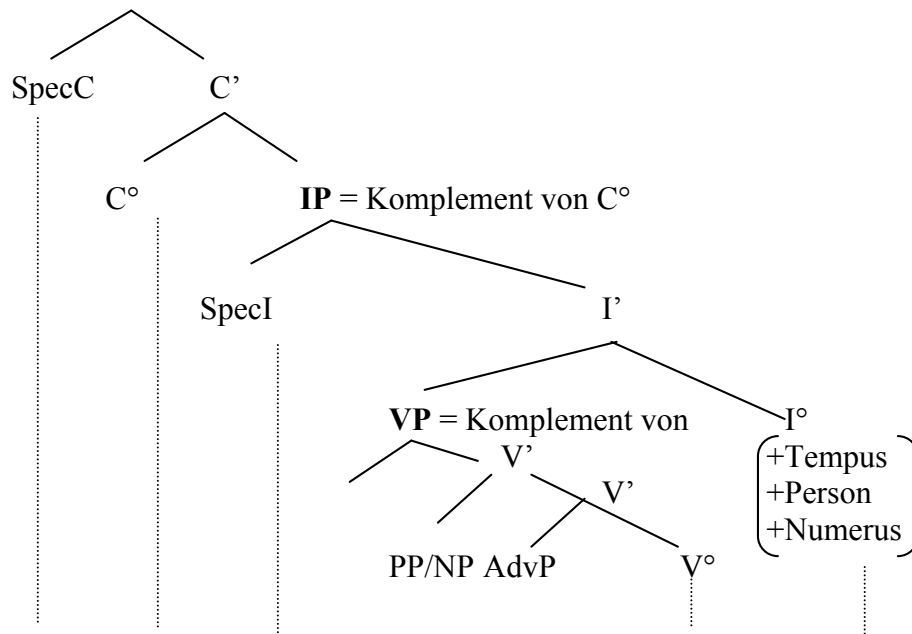 SpecC C’
C° IP = Komplement von C°
SpecI I’
VP = Komplement von I°
V’ +Tempus
V’ +Person
+Numerus
PP/NP AdvP V°